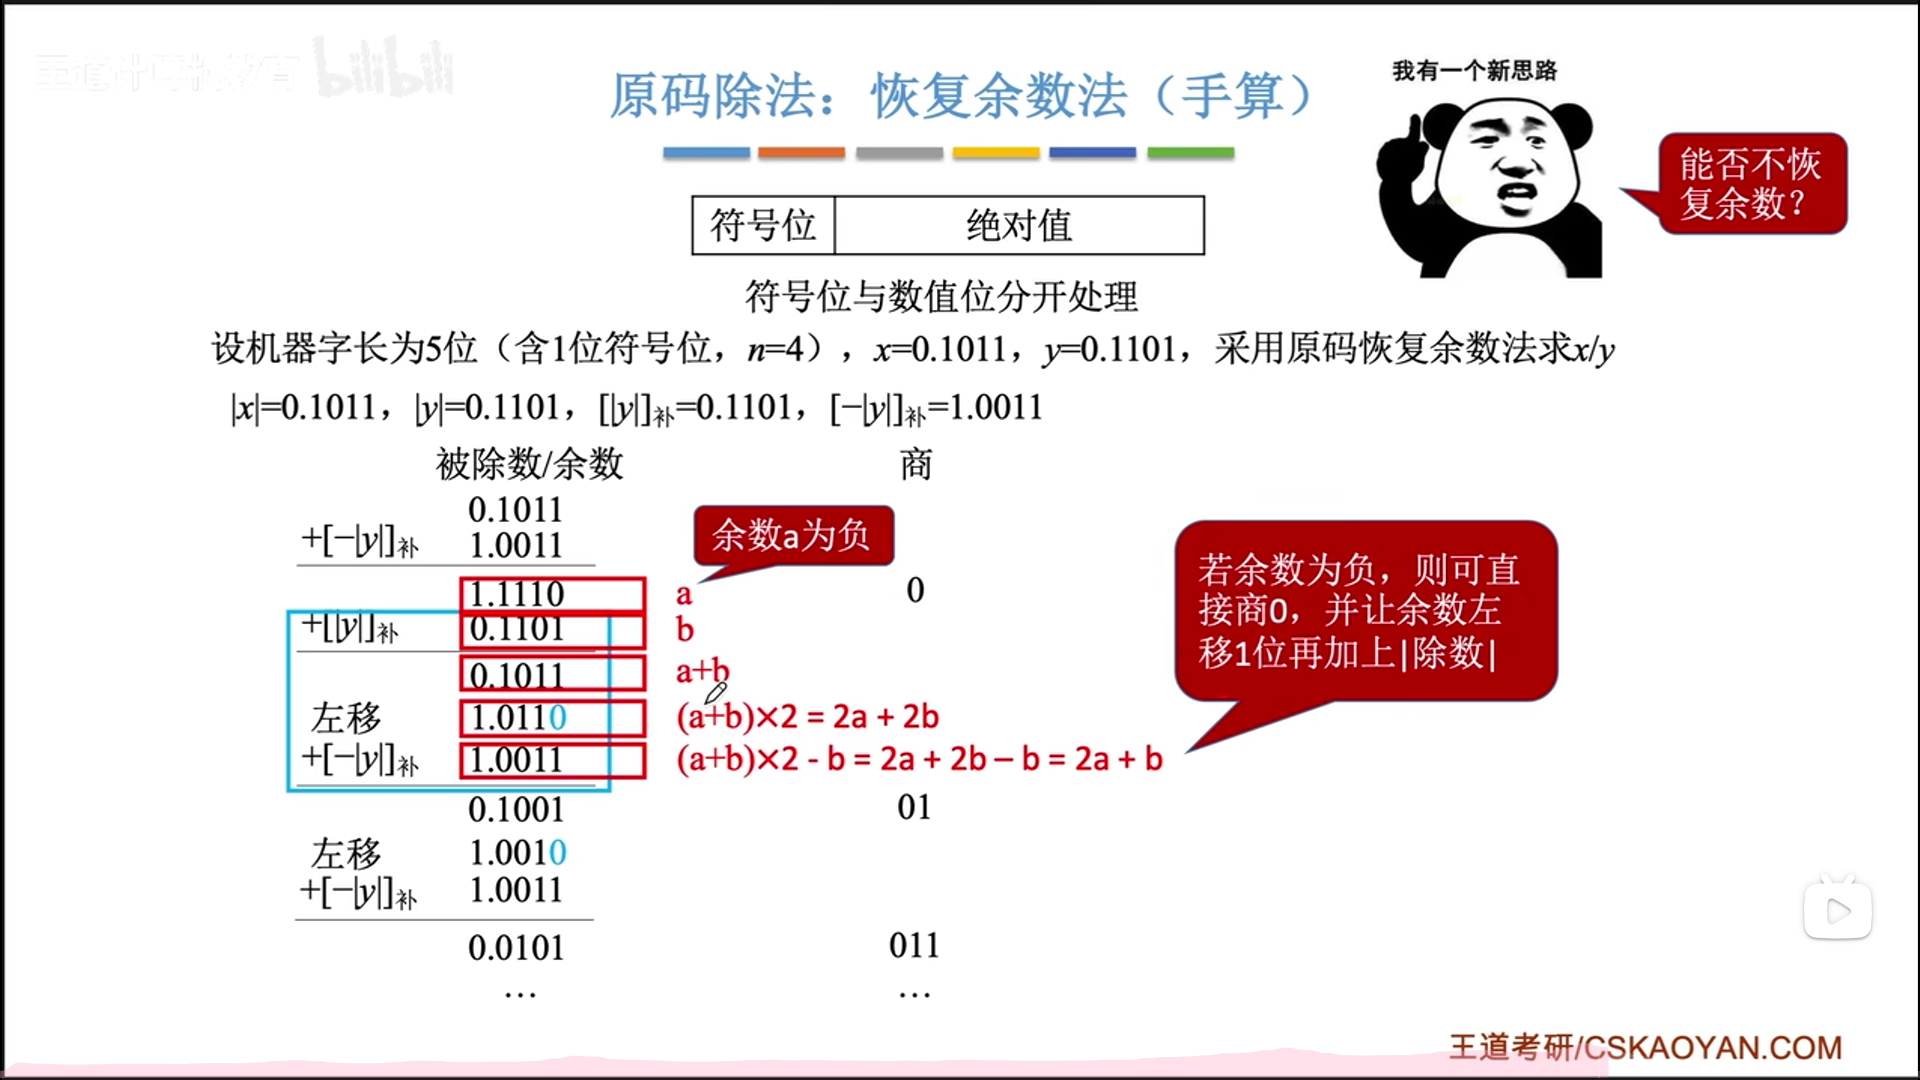 王道计算机教育 bilibili
原码除法：恢复余数法（手算）
我有一个新思路
能否不恢
复余数？
符号位 绝对值
符号位与数值位分开处理
设机器字长为5位（含1位符号位，n=4），x=0.1011，y=0.1101，采用原码恢复余数法求x/y
|x|=0.1011，|y|=0.1101，[|y|]补=0.1101，[−|y|]补=1.0011
被除数/余数 商
0.1011
+[−|y|]补 1.0011
余数a为负
1.1110 a 0
+[|y|]补 0.1101 b
0.1011 a+b
左移 1.0110 (a+b)×2 = 2a + 2b
+[−|y|]补 1.0011 (a+b)×2 - b = 2a + 2b – b = 2a + b
若余数为负，则可直
接商0，并让余数左
移1位再加上|除数|
0.1001 01
左移 1.0010
+[−|y|]补 1.0011
0.0101 011
… …
王道考研/CSKAOYAN.COM